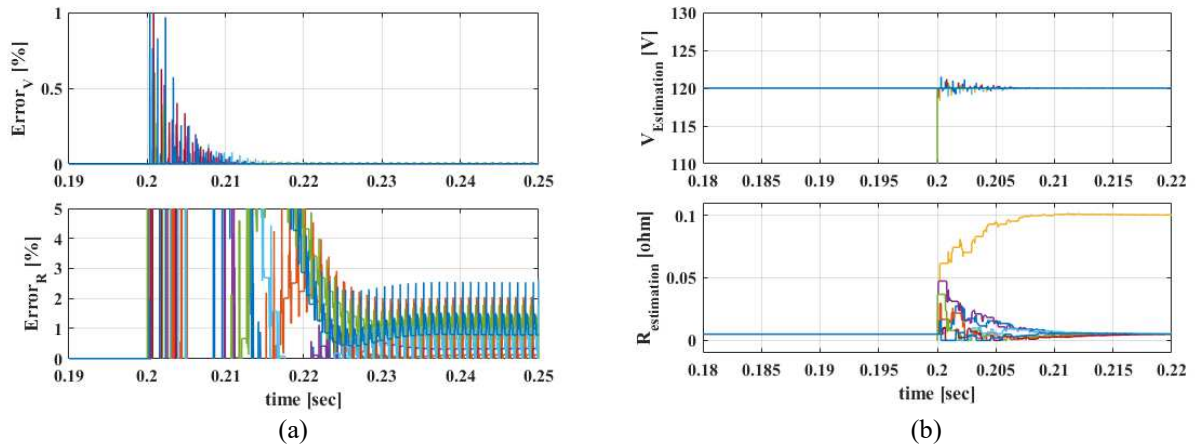 1
0.5
0
Error_V [%]
0.19 0.2 0.21 0.22 0.23 0.24 0.25
5
4
3
2
1
0
Error_R [%]
0.19 0.2 0.21 0.22 0.23 0.24 0.25
time [sec]
(a)
130
125
120
115
110
V_Estimation [V]
0.18 0.185 0.19 0.195 0.2 0.205 0.21 0.215 0.22
0.1
0.05
0
R_estimation [ohm]
0.18 0.185 0.19 0.195 0.2 0.205 0.21 0.215 0.22
time [sec]
(b)